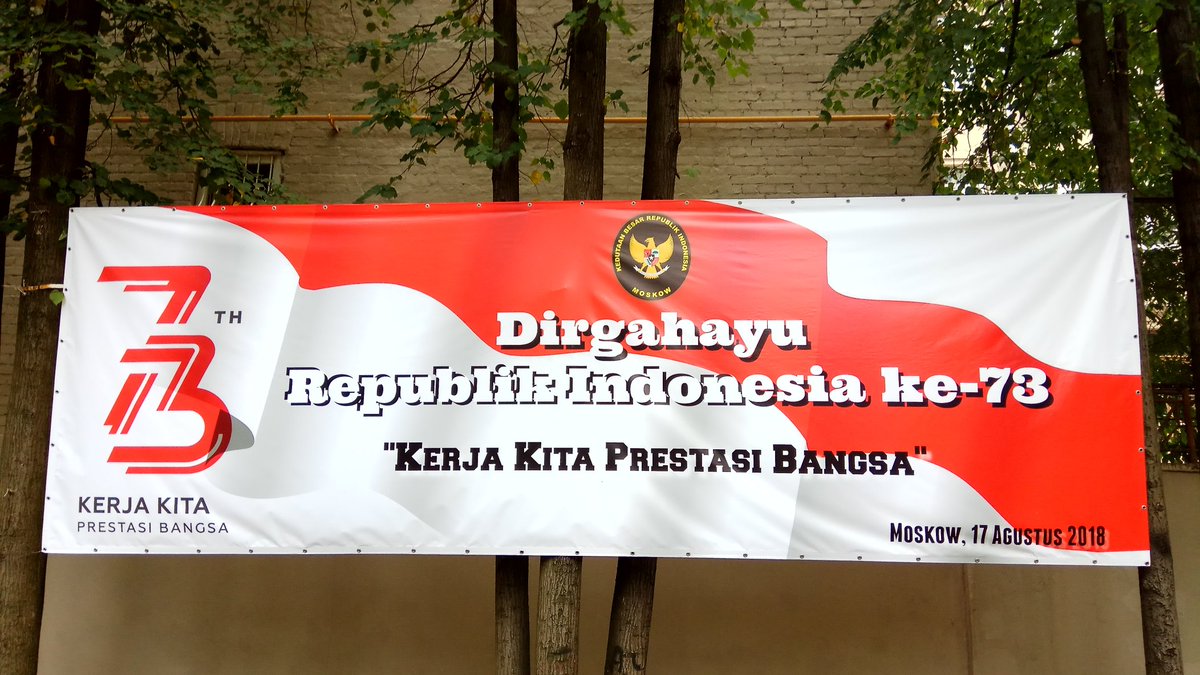 KEDUTAAN BESAR REPUBLIK INDONESIA
MOSKOW
73 TH
KERJA KITA
PRESTASI BANGSA
Dirgahayu
Republik Indonesia ke-73
"KERJA KITA PRESTASI BANGSA"
MOSKOW, 17 AGUSTUS 2018